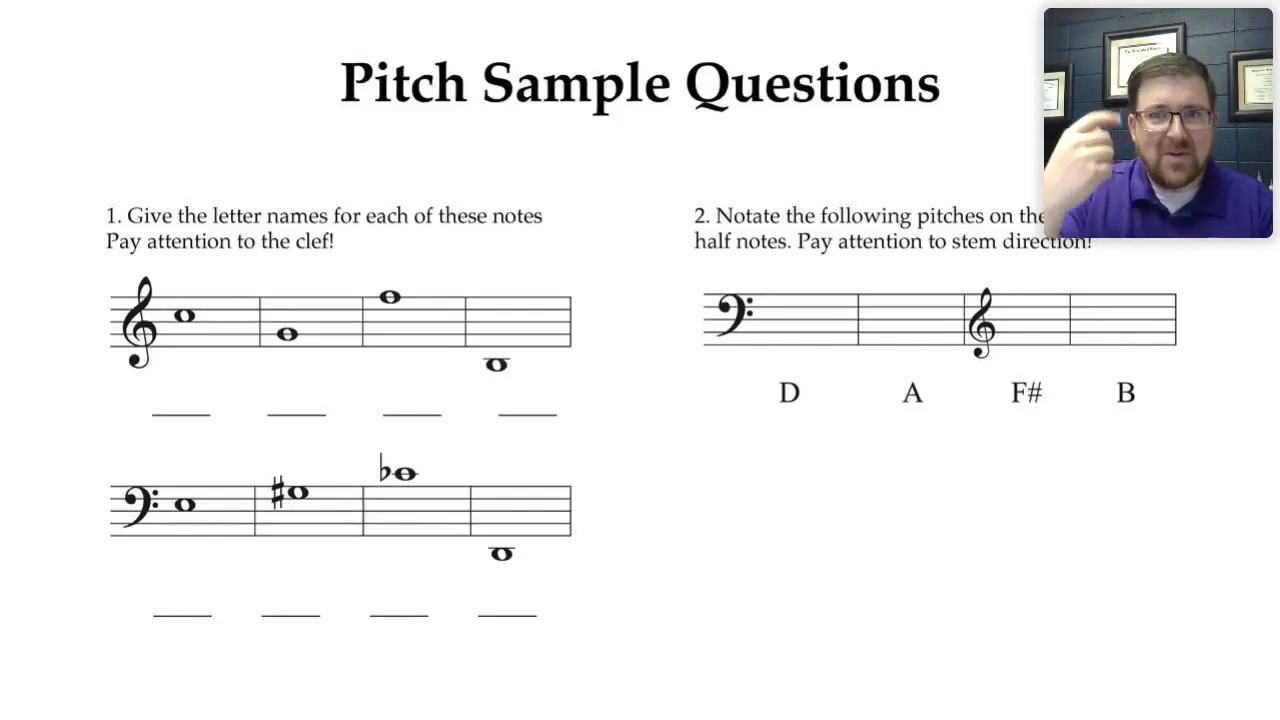 Pitch Sample Questions
1. Give the letter names for each of these notes
Pay attention to the clef!
2. Notate the following pitches on the
half notes. Pay attention to stem direction!
D A F# B